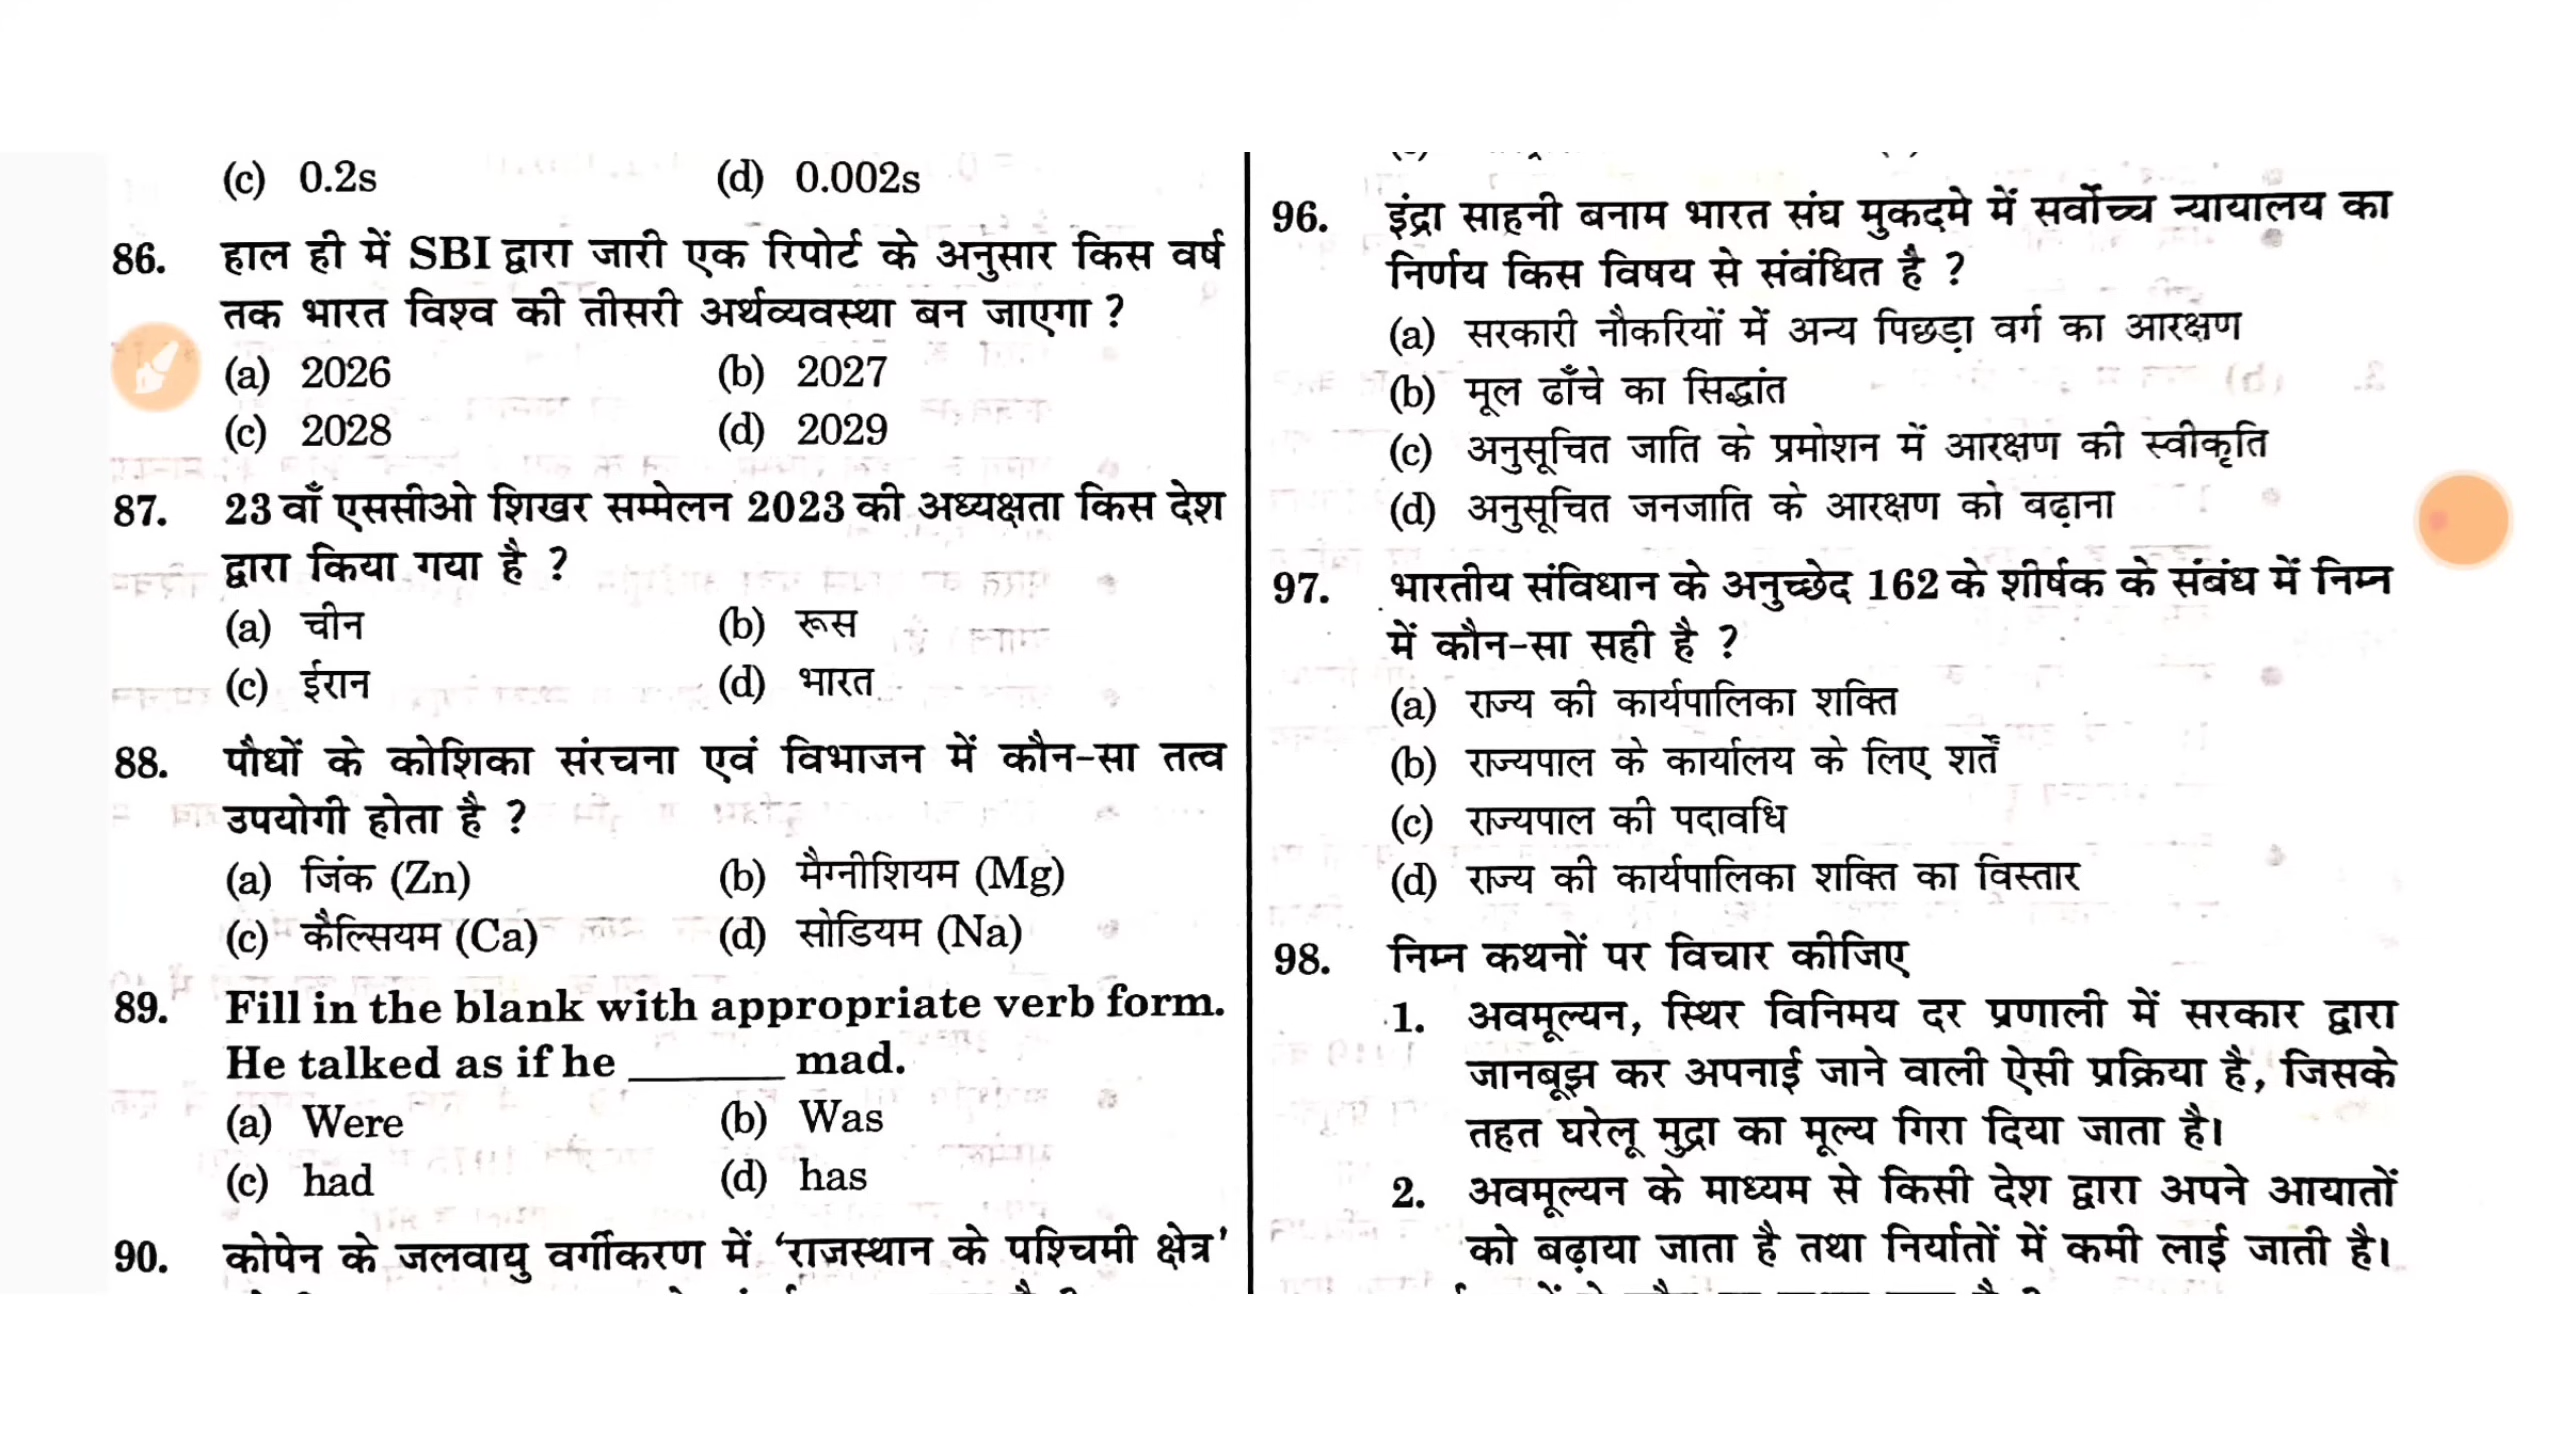 (c) 0.2s (d) 0.002s
86. हाल ही में SBI द्वारा जारी एक रिपोर्ट के अनुसार किस वर्ष
तक भारत विश्व की तीसरी अर्थव्यवस्था बन जाएगा ?
(a) 2026 (b) 2027
(c) 2028 (d) 2029
87. 23 वाँ एससीओ शिखर सम्मेलन 2023 की अध्यक्षता किस देश
द्वारा किया गया है ?
(a) चीन (b) रूस
(c) ईरान (d) भारत
88. पौधों के कोशिका संरचना एवं विभाजन में कौन-सा तत्व
उपयोगी होता है ?
(a) जिंक (Zn) (b) मैग्नीशियम (Mg)
(c) कैल्सियम (Ca) (d) सोडियम (Na)
89. Fill in the blank with appropriate verb form.
He talked as if he ______ mad.
(a) Were (b) Was
(c) had (d) has
90. कोपेन के जलवायु वर्गीकरण में ‘राजस्थान के पश्चिमी क्षेत्र’
96. इंद्रा साहनी बनाम भारत संघ मुकदमे में सर्वोच्च न्यायालय का
निर्णय किस विषय से संबंधित है ?
(a) सरकारी नौकरियों में अन्य पिछड़ा वर्ग का आरक्षण
(b) मूल ढाँचे का सिद्धांत
(c) अनुसूचित जाति के प्रमोशन में आरक्षण की स्वीकृति
(d) अनुसूचित जनजाति के आरक्षण को बढ़ाना
97. भारतीय संविधान के अनुच्छेद 162 के शीर्षक के संबंध में निम्न
में कौन-सा सही है ?
(a) राज्य की कार्यपालिका शक्ति
(b) राज्यपाल के कार्यालय के लिए शर्तें
(c) राज्यपाल की पदावधि
(d) राज्य की कार्यपालिका शक्ति का विस्तार
98. निम्न कथनों पर विचार कीजिए
1. अवमूल्यन, स्थिर विनिमय दर प्रणाली में सरकार द्वारा
जानबूझ कर अपनाई जाने वाली ऐसी प्रक्रिया है, जिसके
तहत घरेलू मुद्रा का मूल्य गिरा दिया जाता है।
2. अवमूल्यन के माध्यम से किसी देश द्वारा अपने आयातों
को बढ़ाया जाता है तथा निर्यातों में कमी लाई जाती है।